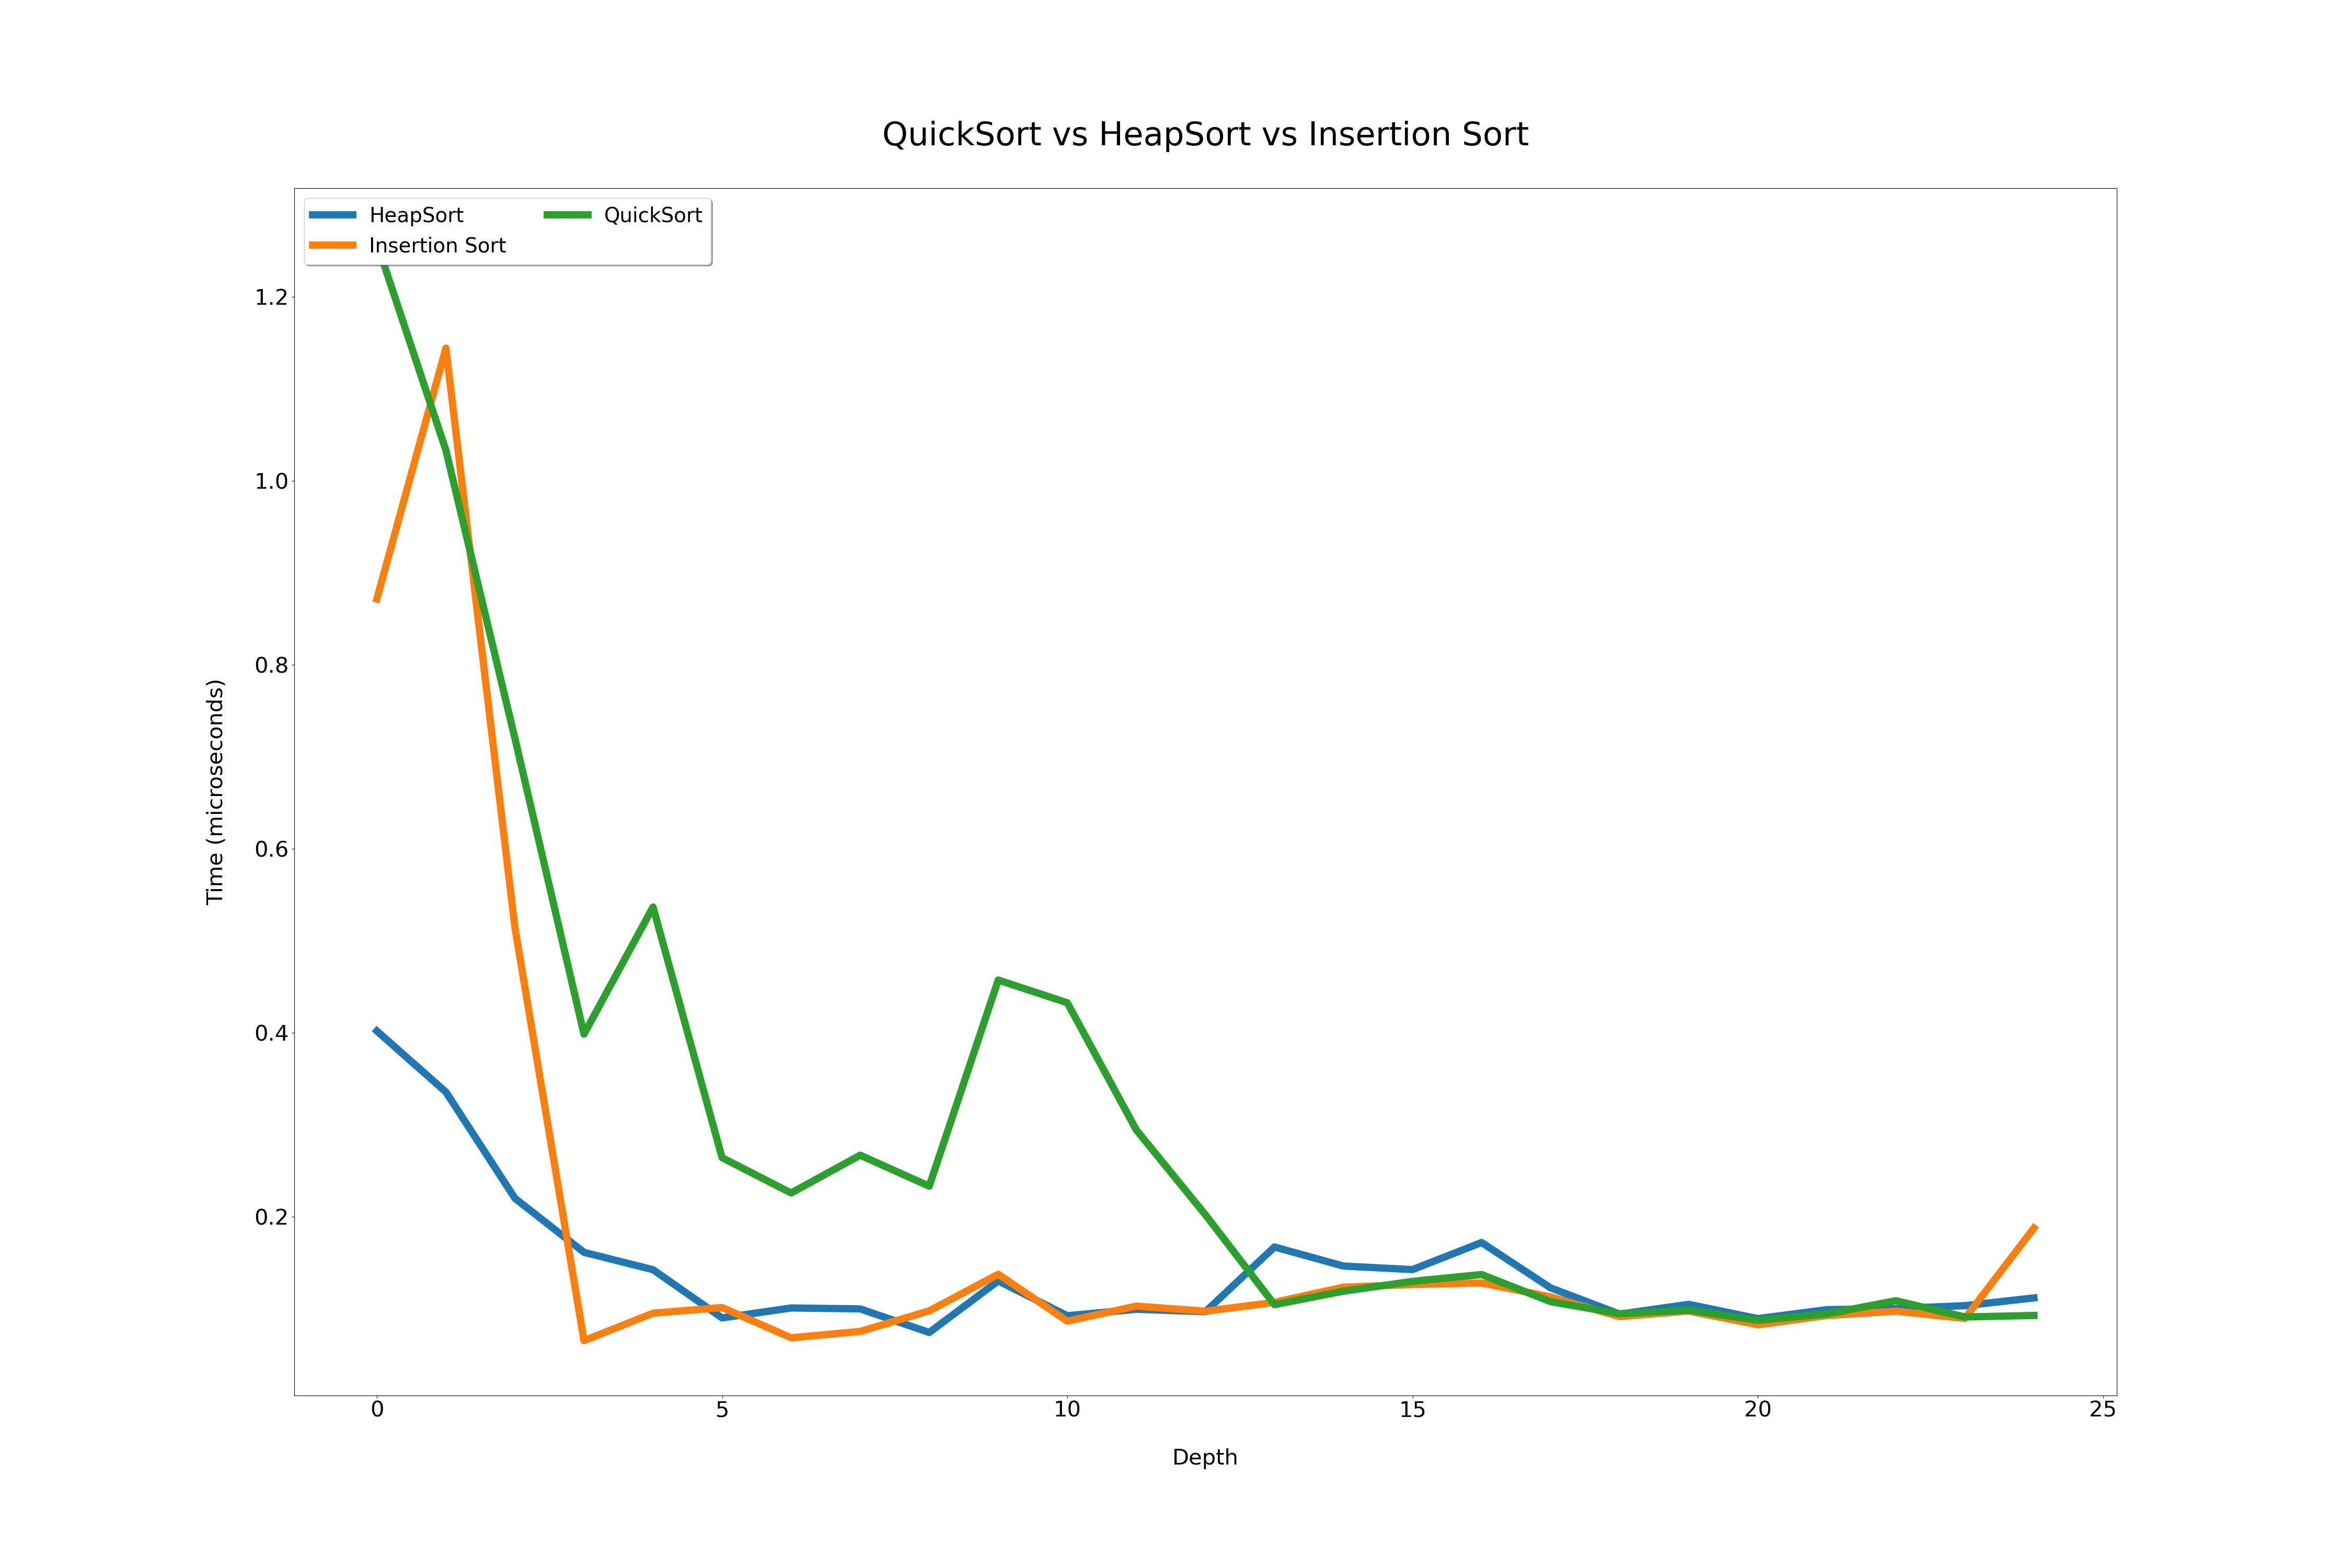 QuickSort vs HeapSort vs Insertion Sort
HeapSort
Insertion Sort
QuickSort
1.2
1.0
0.8
0.6
0.4
0.2
Time (microseconds)
0 5 10 15 20 25
Depth